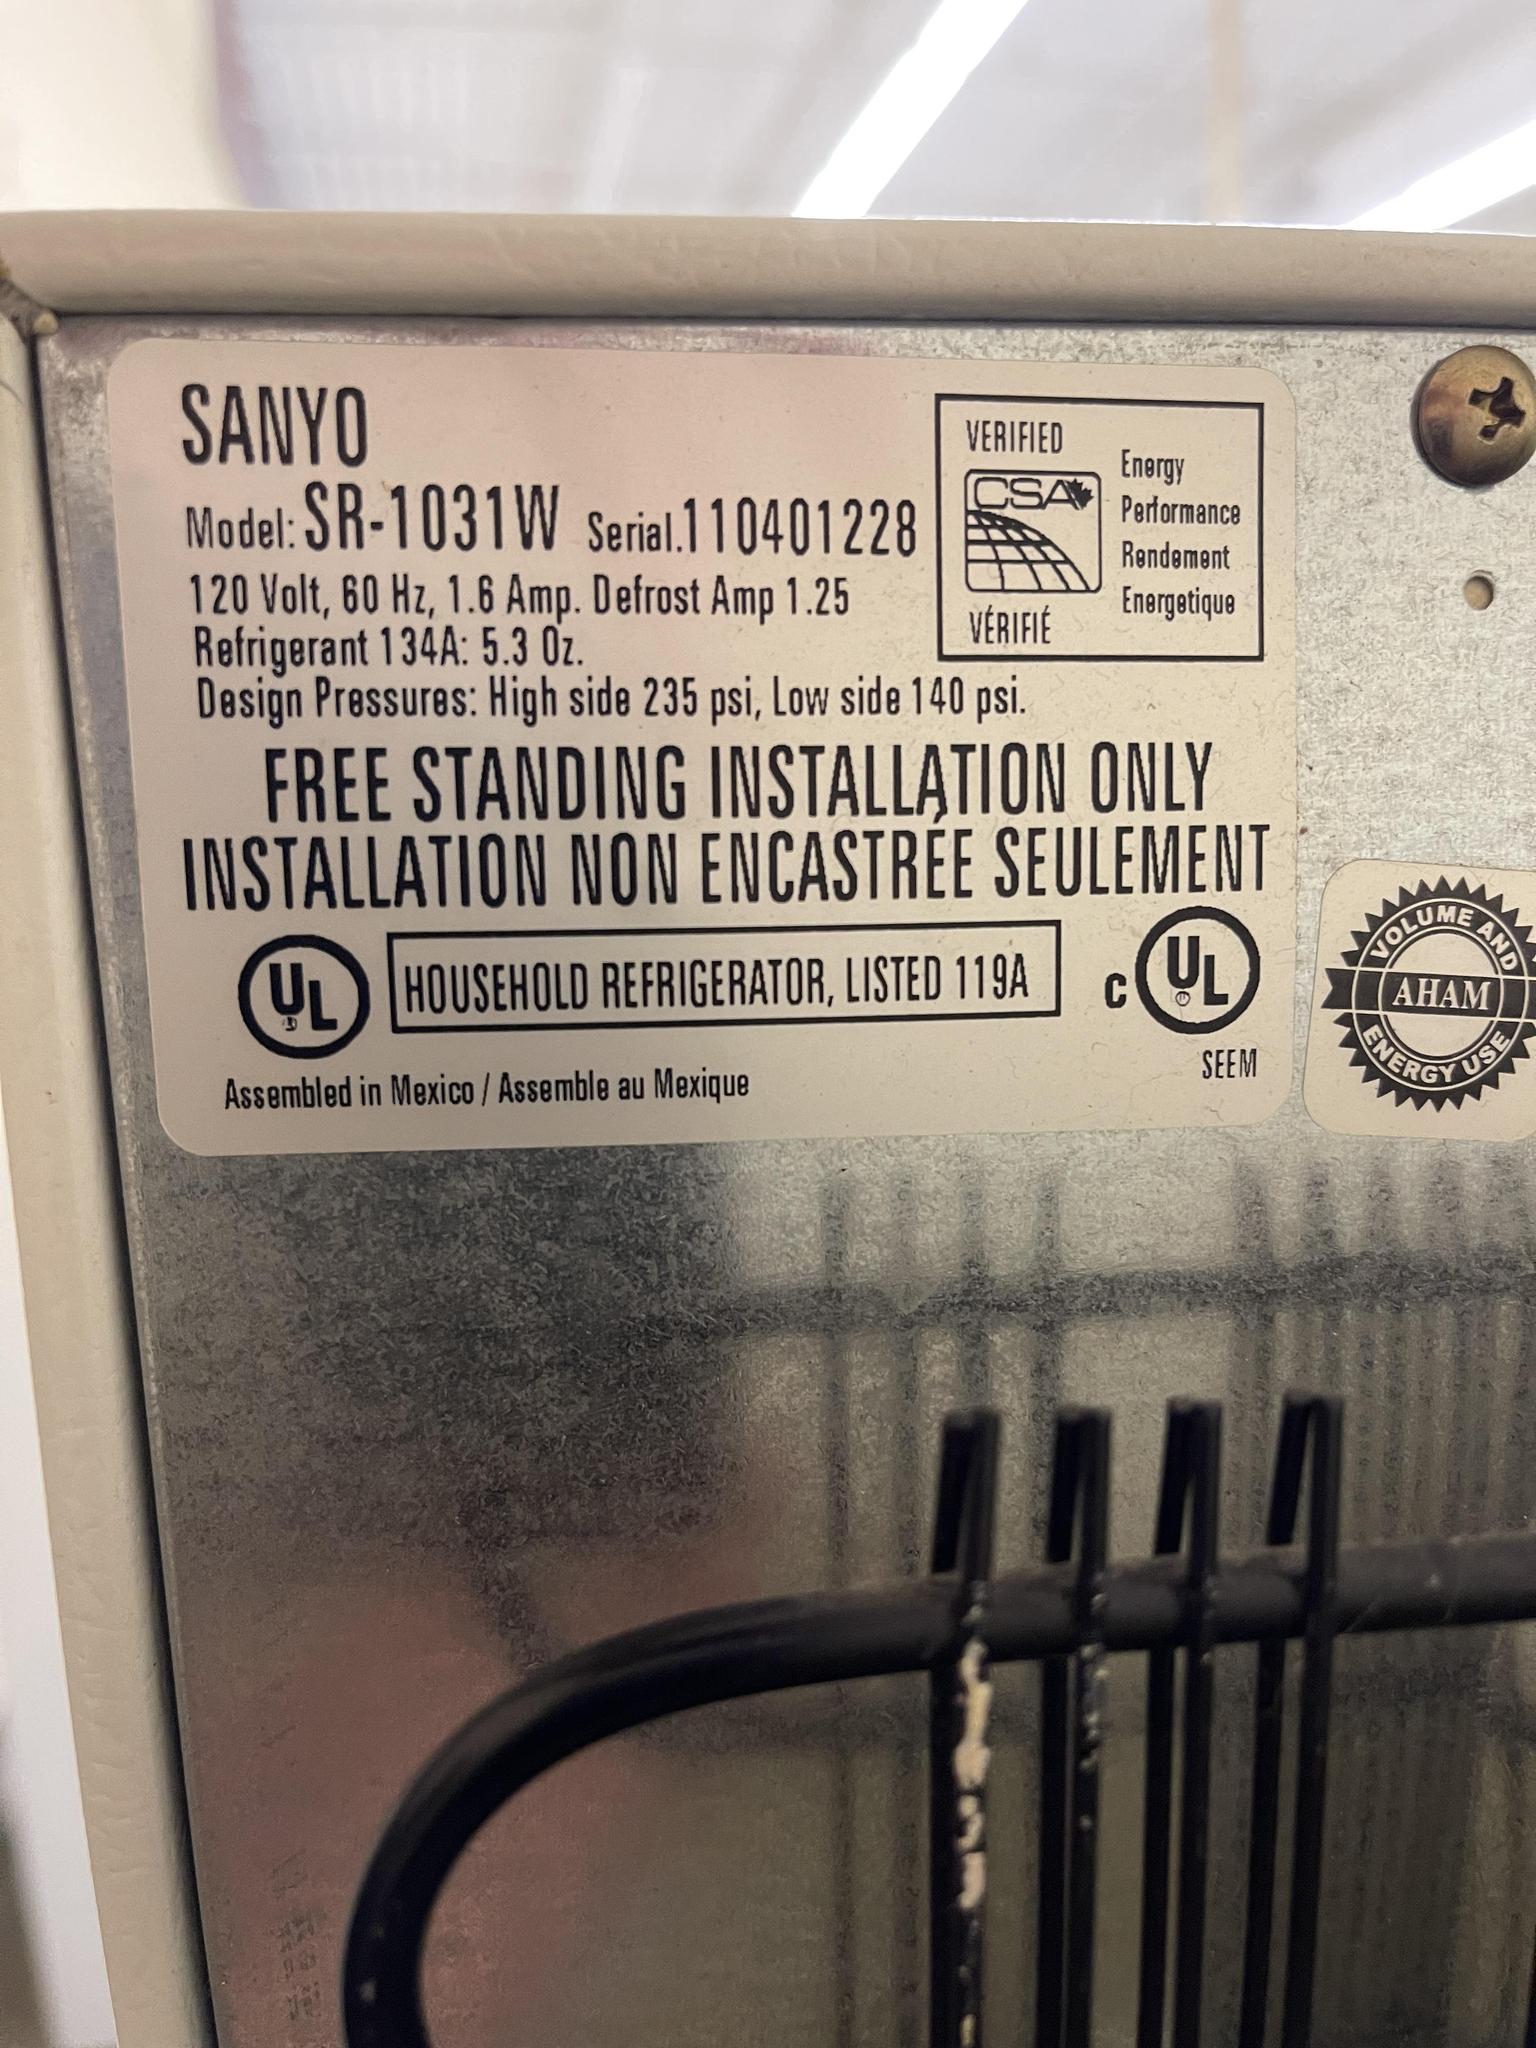 SANYO
Model: SR-1031W Serial.110401228
120 Volt, 60 Hz, 1.6 Amp. Defrost Amp 1.25
Refrigerant 134A: 5.3 Oz.
Design Pressures: High side 235 psi, Low side 140 psi.
VERIFIED
CSA
VÉRIFIÉ
Energy
Performance
Rendement
Energetique
FREE STANDING INSTALLATION ONLY
INSTALLATION NON ENCASTRÉE SEULEMENT
UL
HOUSEHOLD REFRIGERATOR, LISTED 119A
C UL
SEEM
Assembled in Mexico / Assemble au Mexique
VOLUME AND
AHAM
ENERGY USE